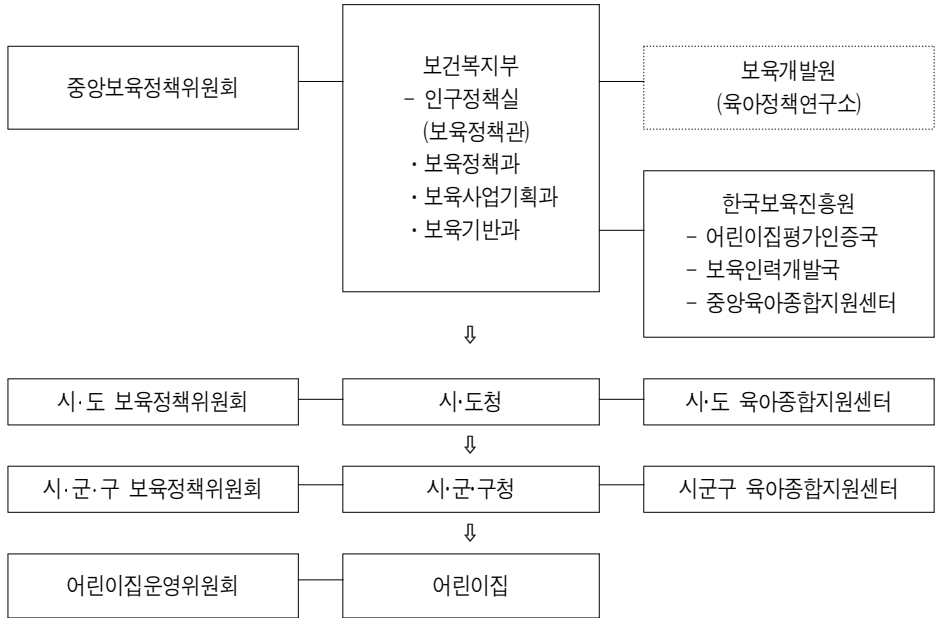 중앙보육정책위원회
보건복지부
- 인구정책실
(보육정책관)
· 보육정책과
· 보육사업기획과
· 보육기반과
보육개발원
(육아정책연구소)
한국보육진흥원
- 어린이집평가인증국
- 보육인력개발국
- 중앙육아종합지원센터
⇩
시·도 보육정책위원회
시·도청
시·도 육아종합지원센터
⇩
시·군·구 보육정책위원회
시·군·구청
시군구 육아종합지원센터
⇩
어린이집운영위원회
어린이집